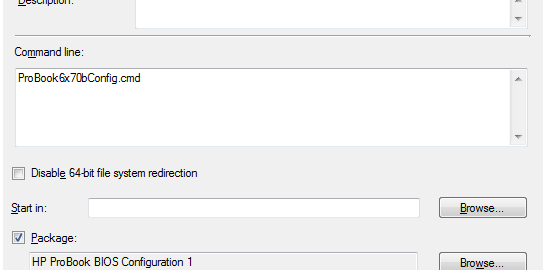 Description:
Command line:
ProBook6x70bConfig.cmd
Disable 64-bit file system redirection
Start in:
Browse...
Package:
HP ProBook BIOS Configuration 1
Browse...